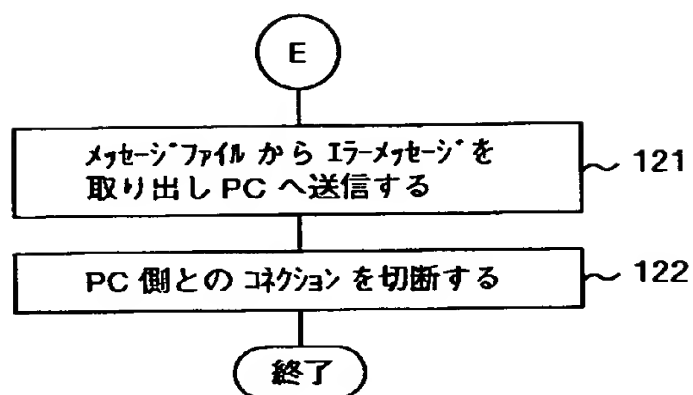 E
ﾒｯｾｰｼﾞﾌｧｲﾙ から ｴﾗｰﾒｯｾｰｼﾞ を
取り出し PC へ送信する
121
PC 側との ｺﾈｸｼｮﾝ を切断する
122
終了